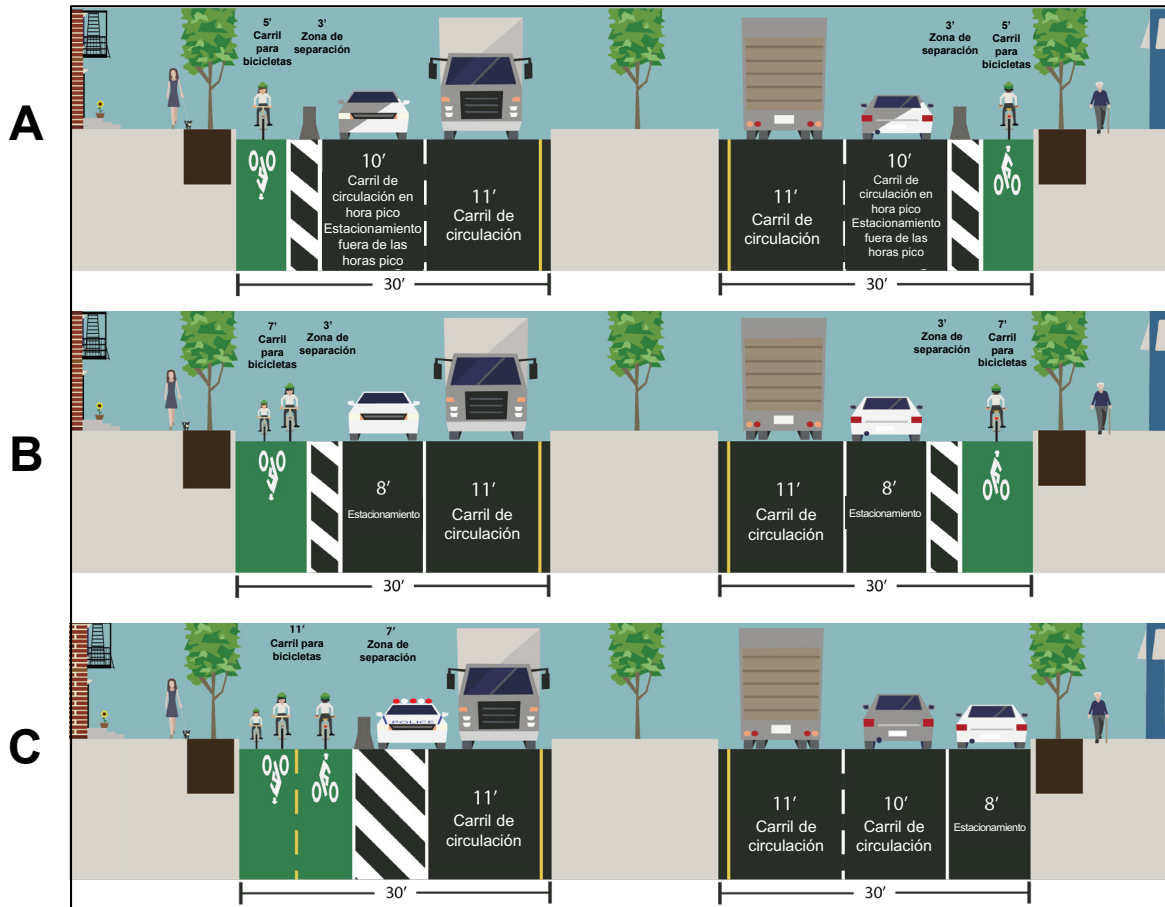 A
5’
Carril
para
bicicletas
3’
Zona de
separación
3’
Zona de
separación
5’
Carril
para
bicicletas
10’
Carril de
circulación en
hora pico
Estacionamiento
fuera de las
horas pico
11’
Carril de
circulación
11’
Carril de
circulación
10’
Carril de
circulación en
hora pico
Estacionamiento
fuera de las
horas pico
30’
30’
B
7’
Carril
para
bicicletas
3’
Zona de
separación
3’
Zona de
separación
7’
Carril
para
bicicletas
8’
Estacionamiento
11’
Carril de
circulación
11’
Carril de
circulación
8’
Estacionamiento
30’
30’
C
11’
Carril para
bicicletas
7’
Zona de
separación
POLICE
11’
Carril de
circulación
11’
Carril de
circulación
10’
Carril de
circulación
8’
Estacionamiento
30’
30’